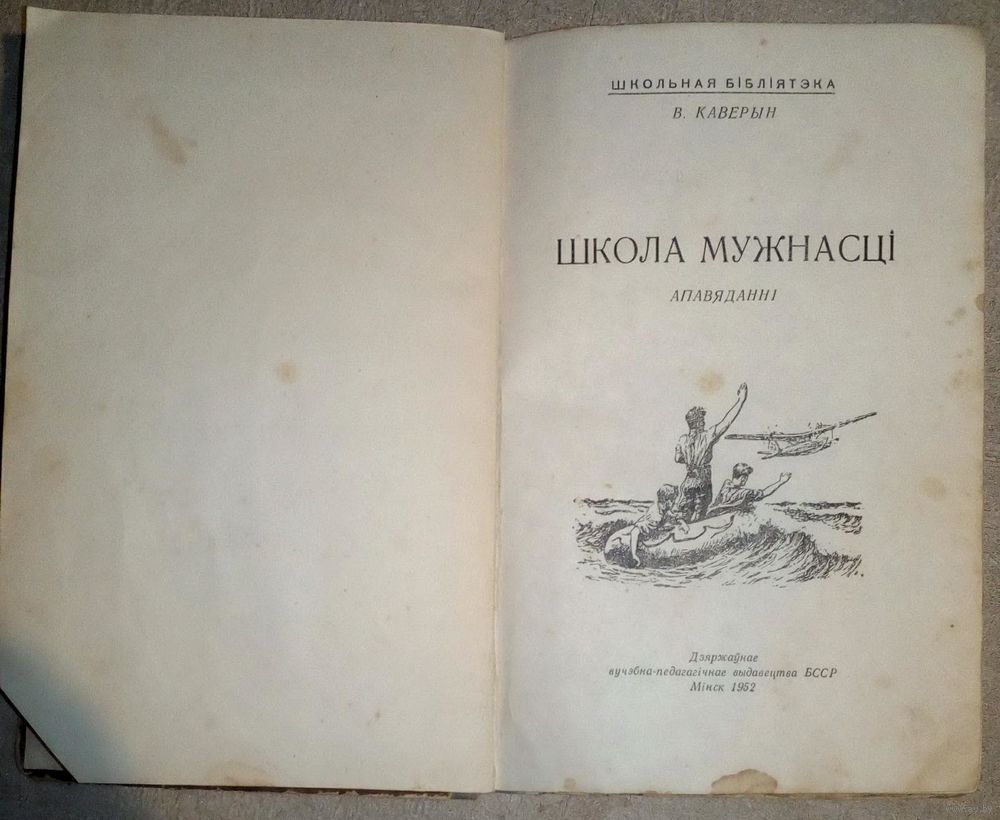 ШКОЛЬНАЯ БІБЛІЯТЭКА
В. КАВЕРЫН
ШКОЛА МУЖНАСЦІ
АПАВЯДАННІ
Дзяржаўнае
вучэбна-педагагічнае выдавецтва БССР
Мінск 1952